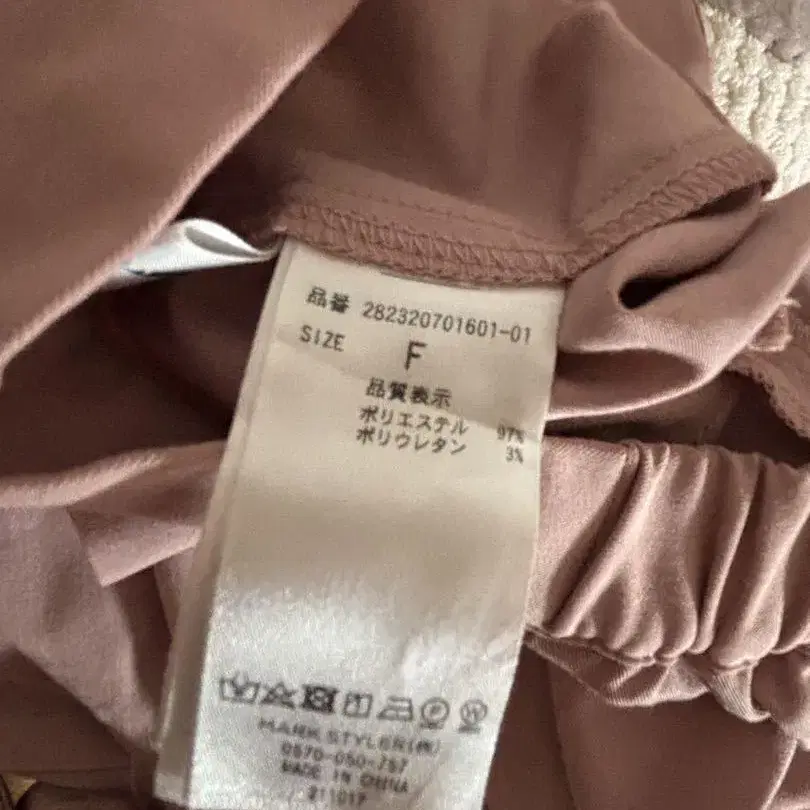 品番 282320701601-01
SIZE F
品質表示
ポリエステル 97%
ポリウレタン 3%
MARK STYLER(株)
0570-050-757
MADE IN CHINA
211017